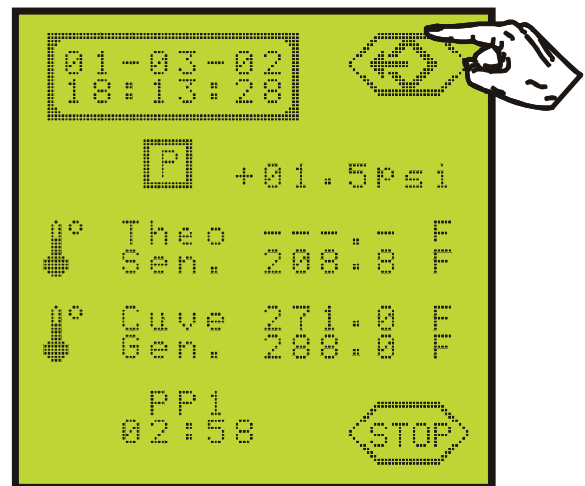 01-03-02
18:13:28
P +01.5Psi
Theo ---.- F
Sen. 208.8 F
Cuve 271.0 F
Gen. 288.0 F
PP1
02:58
STOP